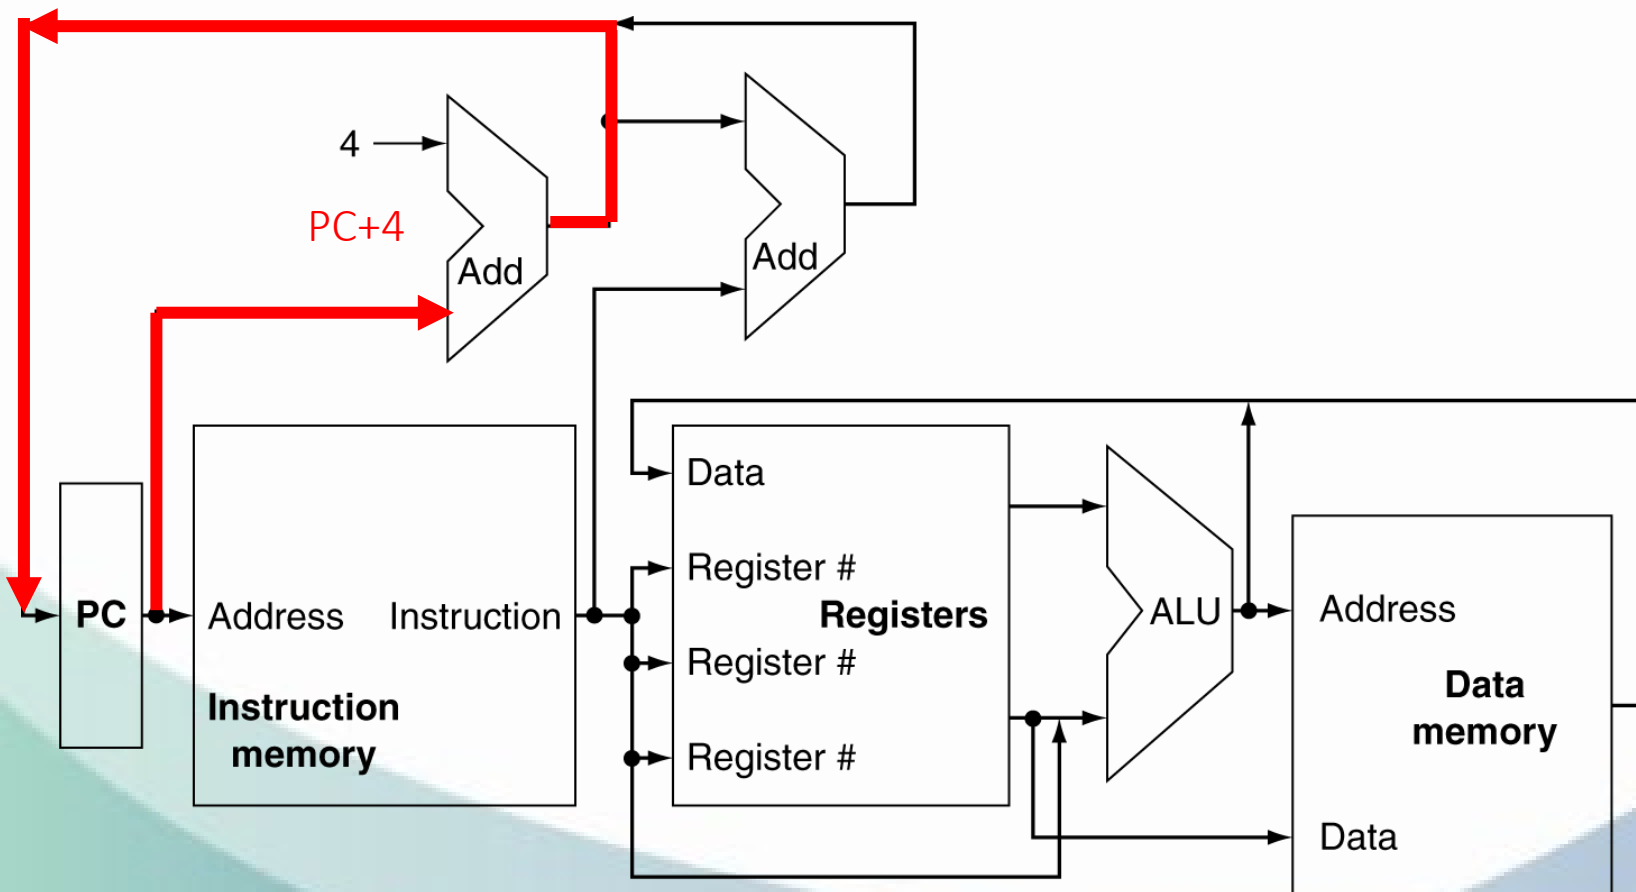 4
PC+4
Add
Add
Data
Register #
PC
Address
Instruction
Registers
ALU
Address
Register #
Instruction
memory
Data
memory
Register #
Data